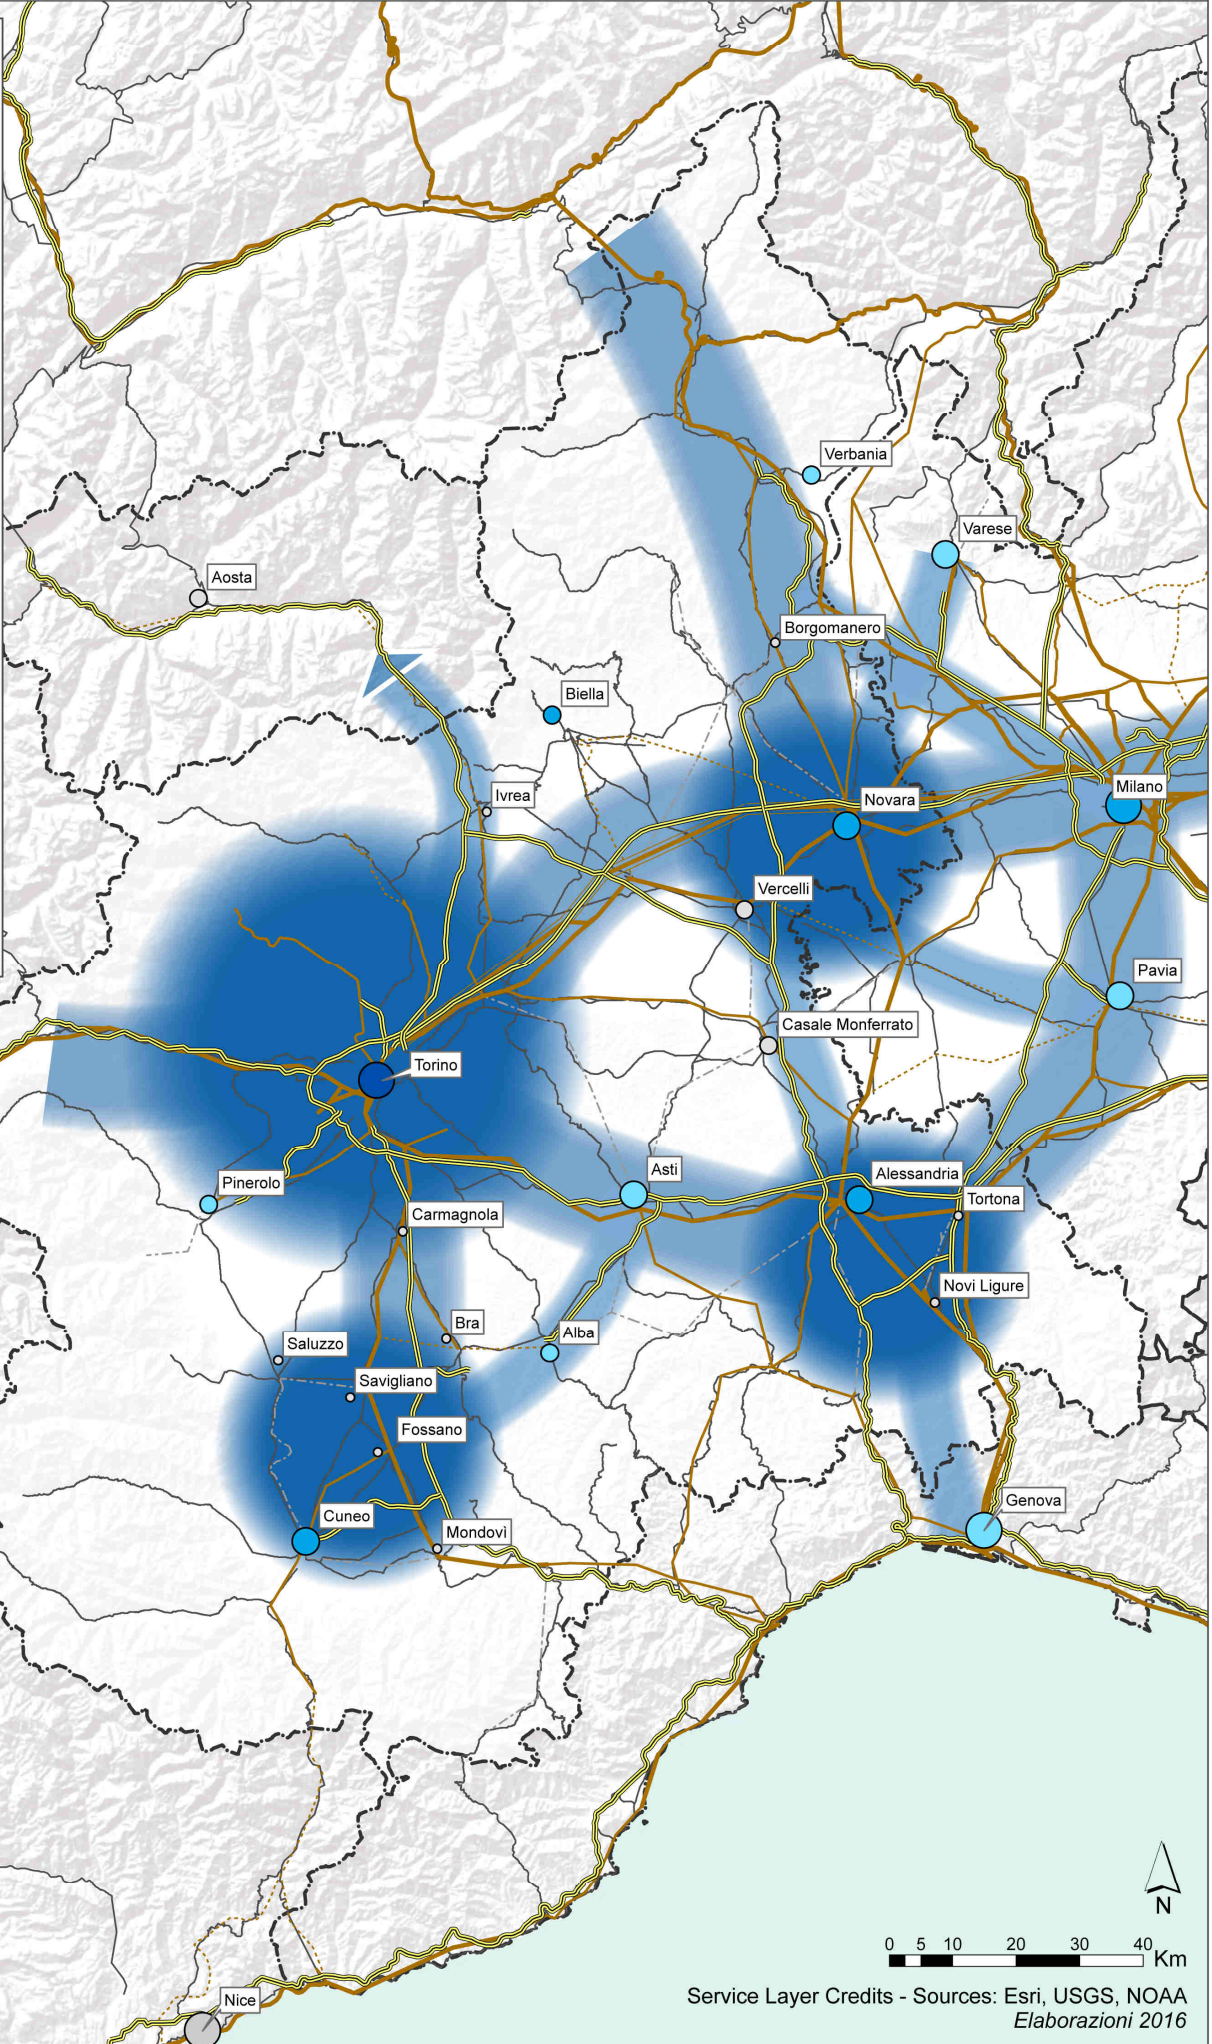 Verbania
Varese
Aosta
Borgomanero
Biella
Milano
Ivrea
Novara
Vercelli
Pavia
Casale Monferrato
Torino
Asti
Alessandria
Pinerolo
Tortona
Carmagnola
Novi Ligure
Bra
Alba
Saluzzo
Savigliano
Fossano
Genova
Cuneo
Mondovì
N
0 5 10 20 30 40 Km
Nice
Service Layer Credits - Sources: Esri, USGS, NOAA
Elaborazioni 2016